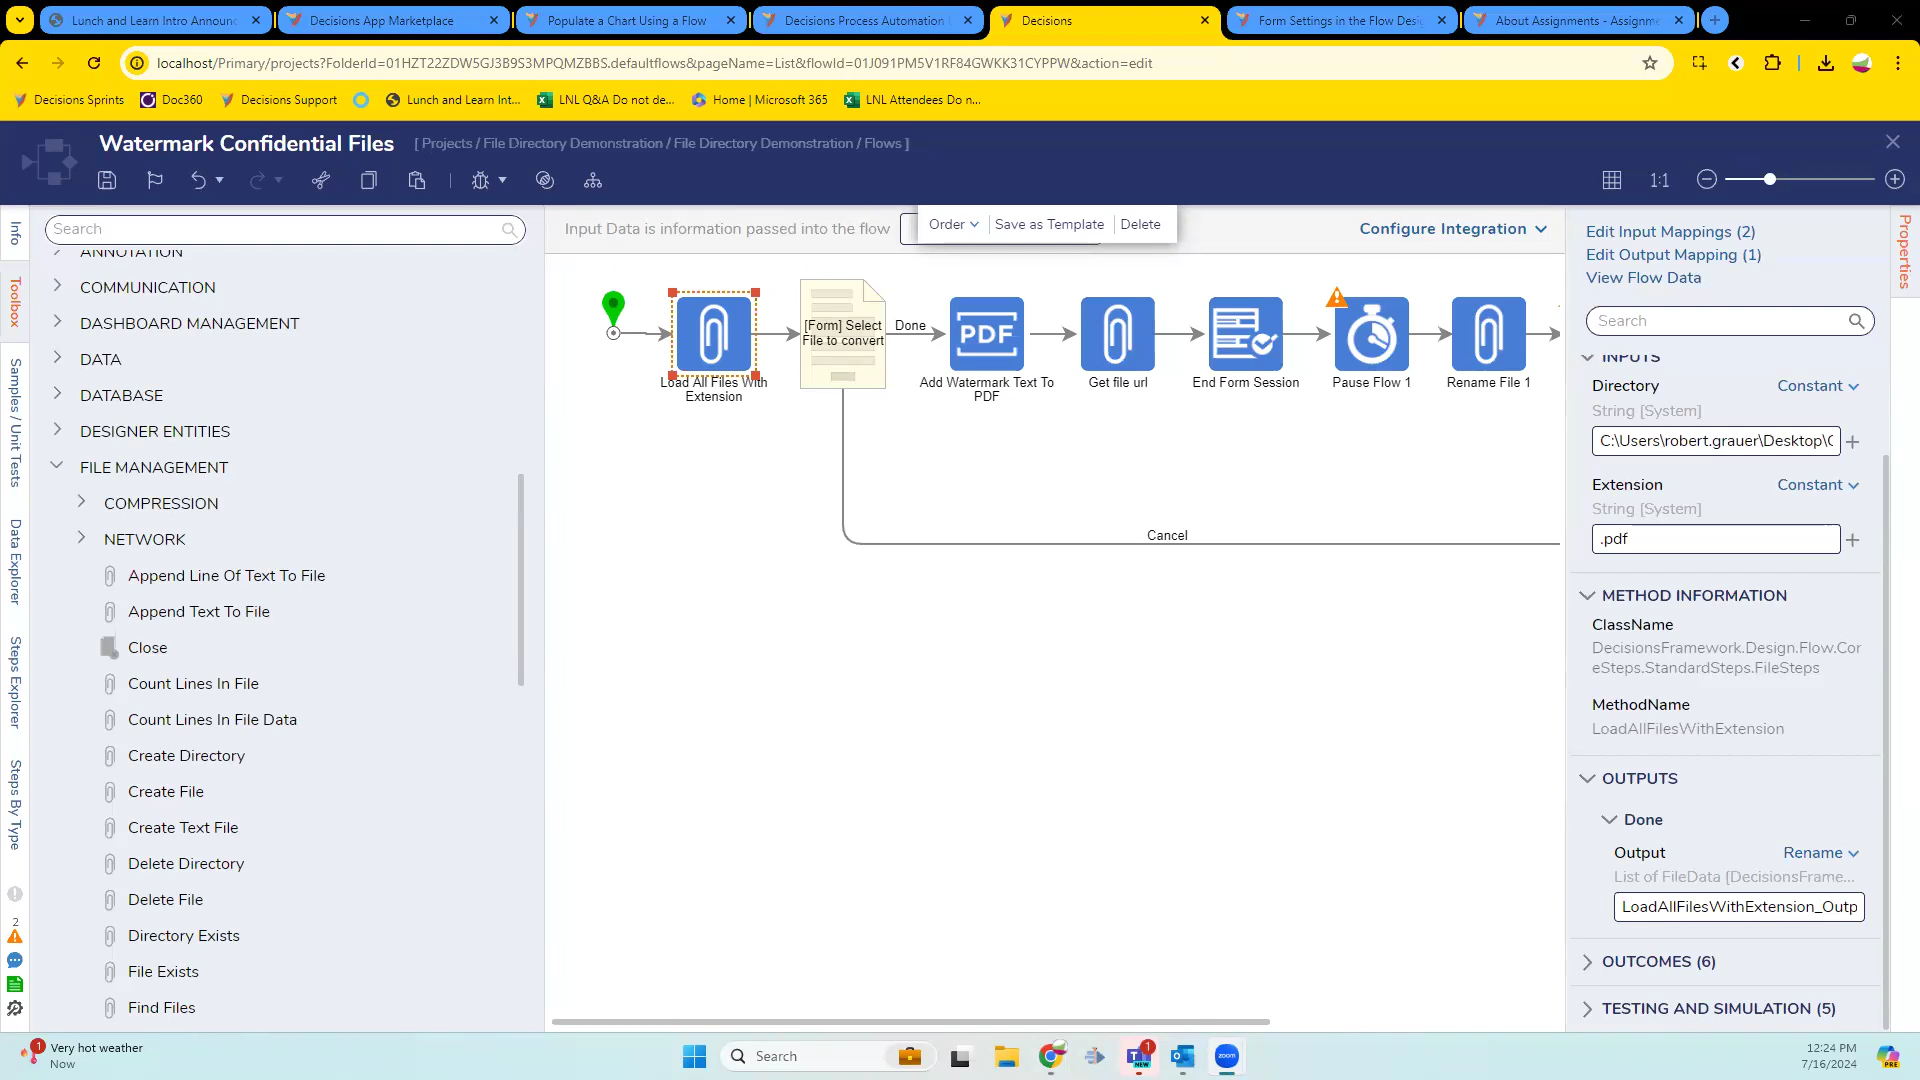 Lunch and Learn Intro Announc
Decisions App Marketplace
Populate a Chart Using a Flow
Decisions Process Automation
Decisions
Form Settings in the Flow Desi
About Assignments - Assignme
localhost/Primary/projects?FolderId=01HZT22ZDW5GJ3B9S3MPQMZBBS.defaultflows&pageName=List&flowId=01J091PM5V1RF84GWKK31CYPPW&action=edit
Decisions Sprints
Doc360
Decisions Support
Lunch and Learn Int...
LNL Q&A Do not de...
Home | Microsoft 365
LNL Attendees Do n...
Watermark Confidential Files
[ Projects / File Directory Demonstration / File Directory Demonstration / Flows ]
1:1
Info
Toolbox
Samples / Unit Tests
Data Explorer
Steps Explorer
Steps By Type
2
Search
ANNOTATION
COMMUNICATION
DASHBOARD MANAGEMENT
DATA
DATABASE
DESIGNER ENTITIES
FILE MANAGEMENT
COMPRESSION
NETWORK
Append Line Of Text To File
Append Text To File
Close
Count Lines In File
Count Lines In File Data
Create Directory
Create File
Create Text File
Delete Directory
Delete File
Directory Exists
File Exists
Find Files
Input Data is information passed into the flow
Order
Save as Template
Delete
Configure Integration
Load All Files With
Extension
[Form] Select
File to convert
Done
PDF
Add Watermark Text To
PDF
Get file url
End Form Session
Pause Flow 1
Rename File 1
Cancel
Properties
Edit Input Mappings (2)
Edit Output Mapping (1)
View Flow Data
Search
INPUTS
Directory
Constant
String [System]
C:\Users\robert.grauer\Desktop\C
Extension
Constant
String [System]
.pdf
METHOD INFORMATION
ClassName
DecisionsFramework.Design.Flow.Cor
eSteps.StandardSteps.FileSteps
MethodName
LoadAllFilesWithExtension
OUTPUTS
Done
Output
Rename
List of FileData [DecisionsFrame...
LoadAllFilesWithExtension_Outp
OUTCOMES (6)
TESTING AND SIMULATION (5)
1
Very hot weather
Now
Search
NEW
1
zoom
12:24 PM
7/16/2024
PRE